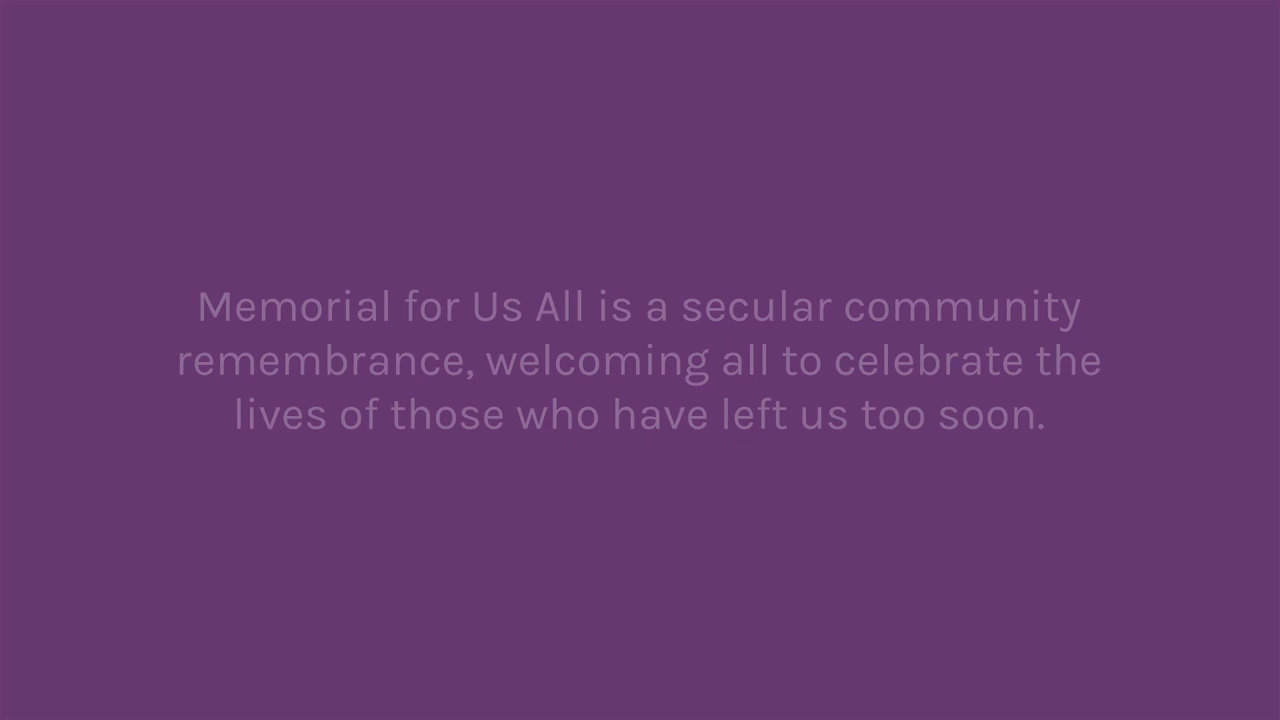 Memorial for Us All is a secular community
remembrance, welcoming all to celebrate the
lives of those who have left us too soon.